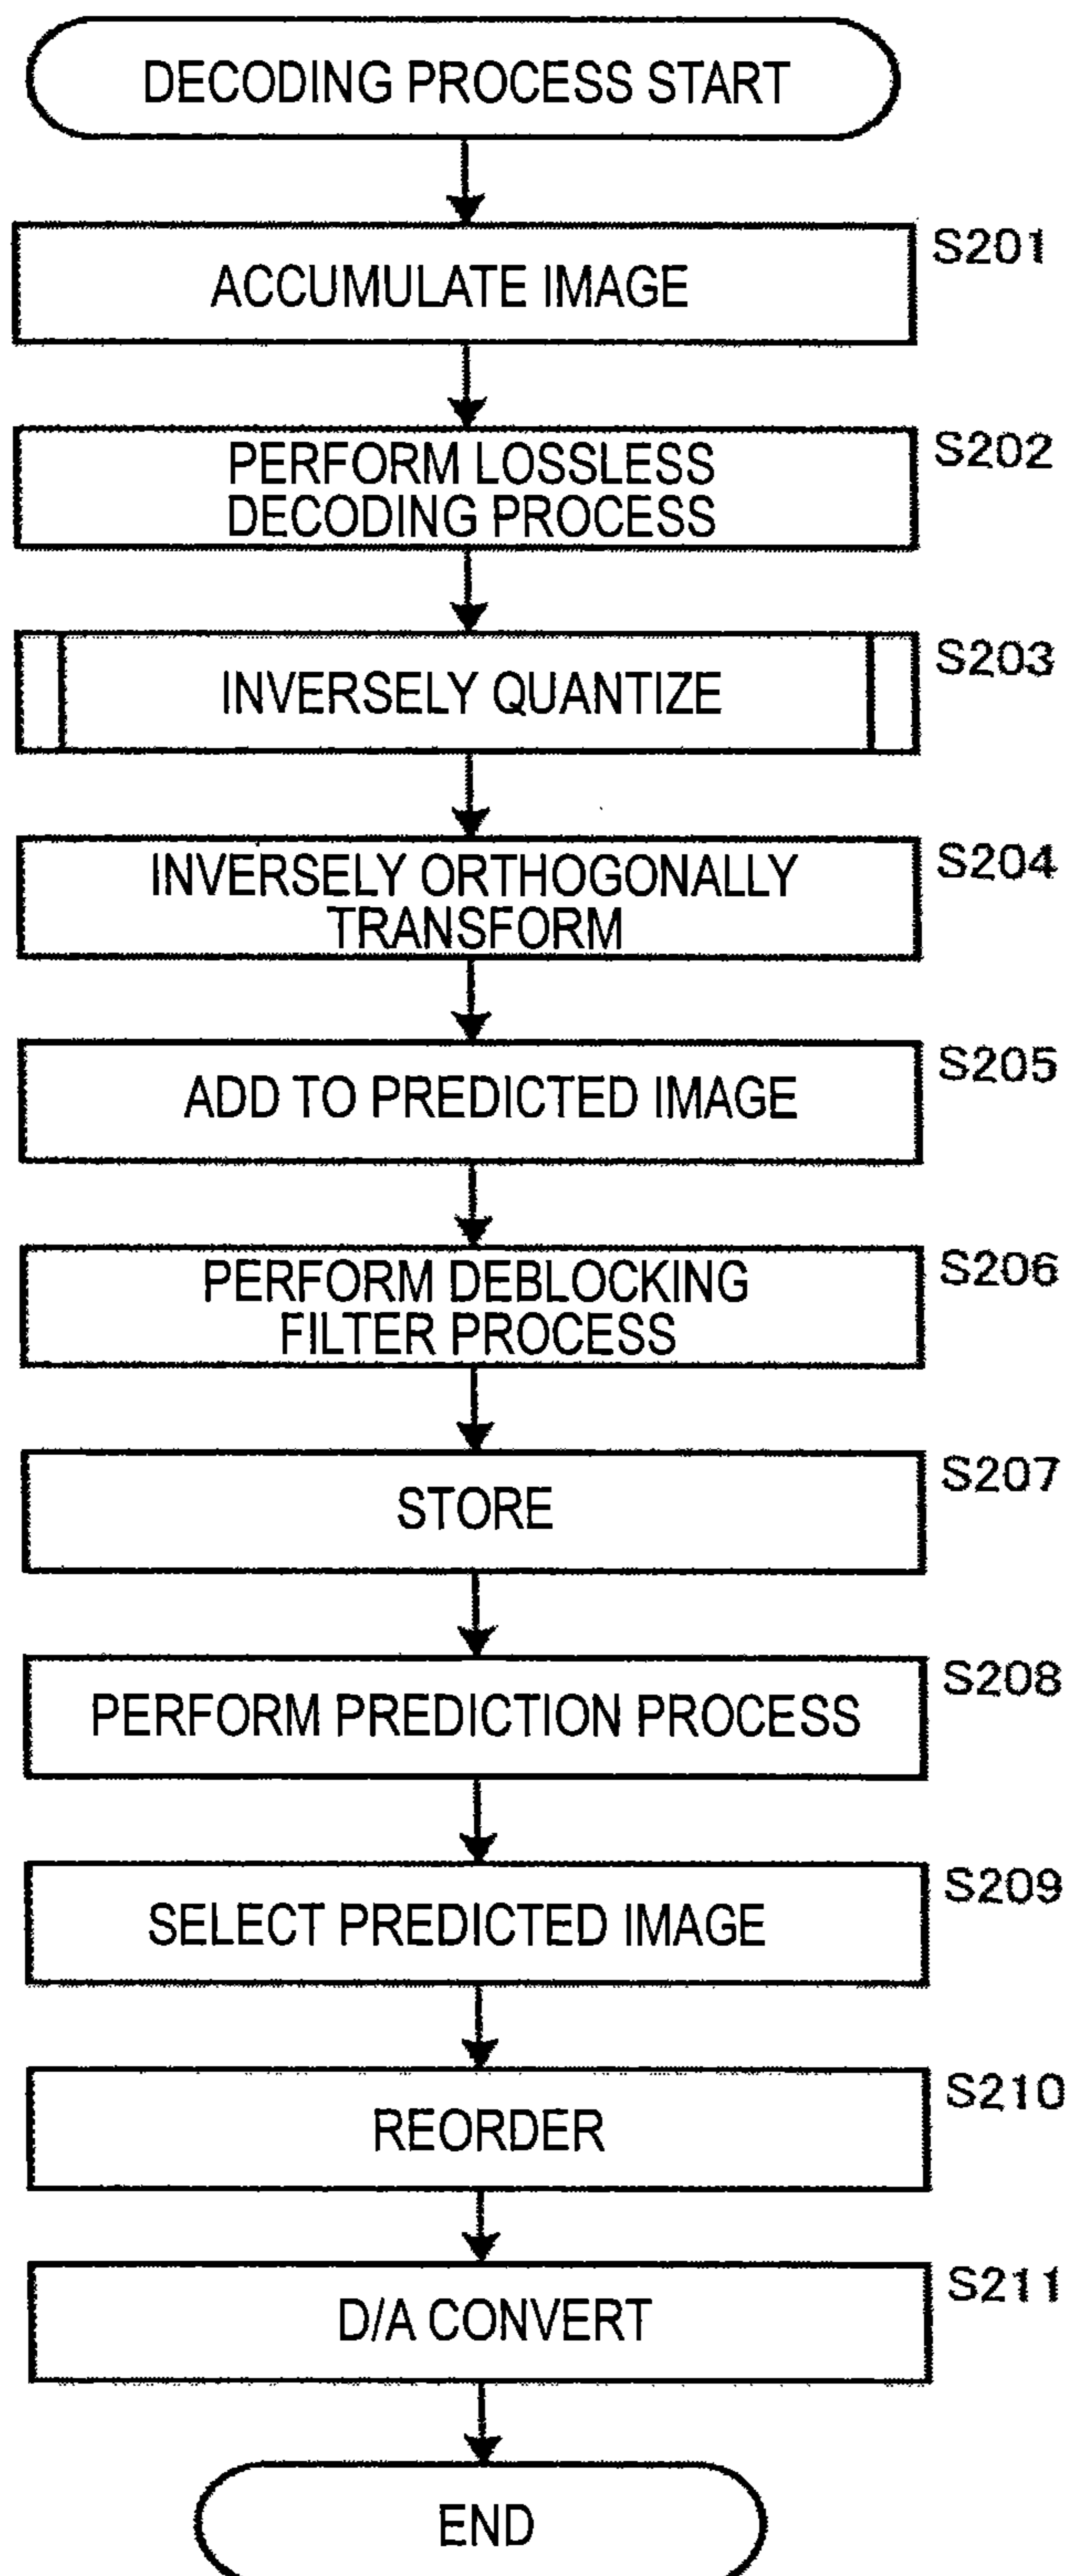 DECODING PROCESS START
ACCUMULATE IMAGE
S201
PERFORM LOSSLESS
DECODING PROCESS
S202
INVERSELY QUANTIZE
S203
INVERSELY ORTHOGONALLY
TRANSFORM
S204
ADD TO PREDICTED IMAGE
S205
PERFORM DEBLOCKING
FILTER PROCESS
S206
STORE
S207
PERFORM PREDICTION PROCESS
S208
SELECT PREDICTED IMAGE
S209
REORDER
S210
D/A CONVERT
S211
END